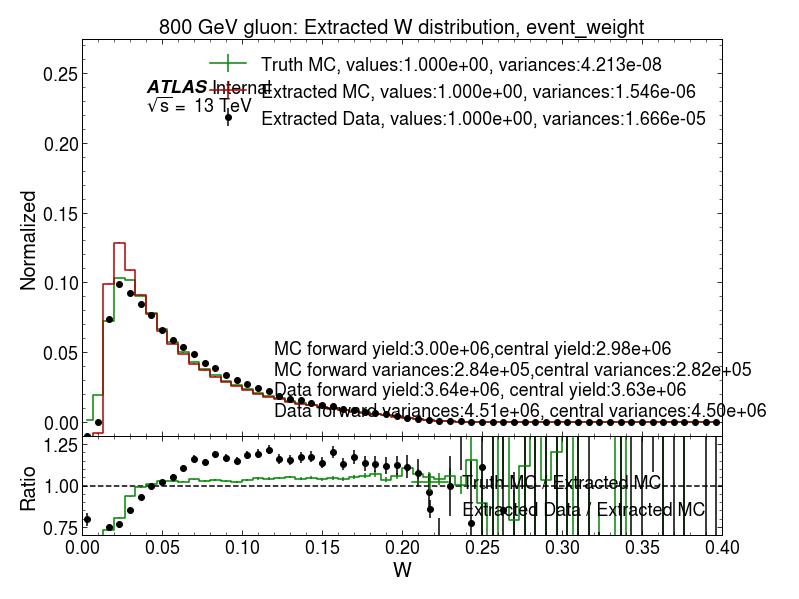 800 GeV gluon: Extracted W distribution, event_weight
Truth MC, values:1.000e+00, variances:4.213e-08
ATLAS Internal
Extracted MC, values:1.000e+00, variances:1.546e-06
√s = 13 TeV
Extracted Data, values:1.000e+00, variances:1.666e-05
Normalized
0.25
0.20
0.15
0.10
0.05
0.00
MC forward yield:3.00e+06,central yield:2.98e+06
MC forward variances:2.84e+05,central variances:2.82e+05
Data forward yield:3.64e+06, central yield:3.63e+06
Data forward variances:4.51e+06, central variances:4.50e+06
Ratio
1.25
1.00
0.75
Truth MC / Extracted MC
Extracted Data / Extracted MC
0.00 0.05 0.10 0.15 0.20 0.25 0.30 0.35 0.40
W